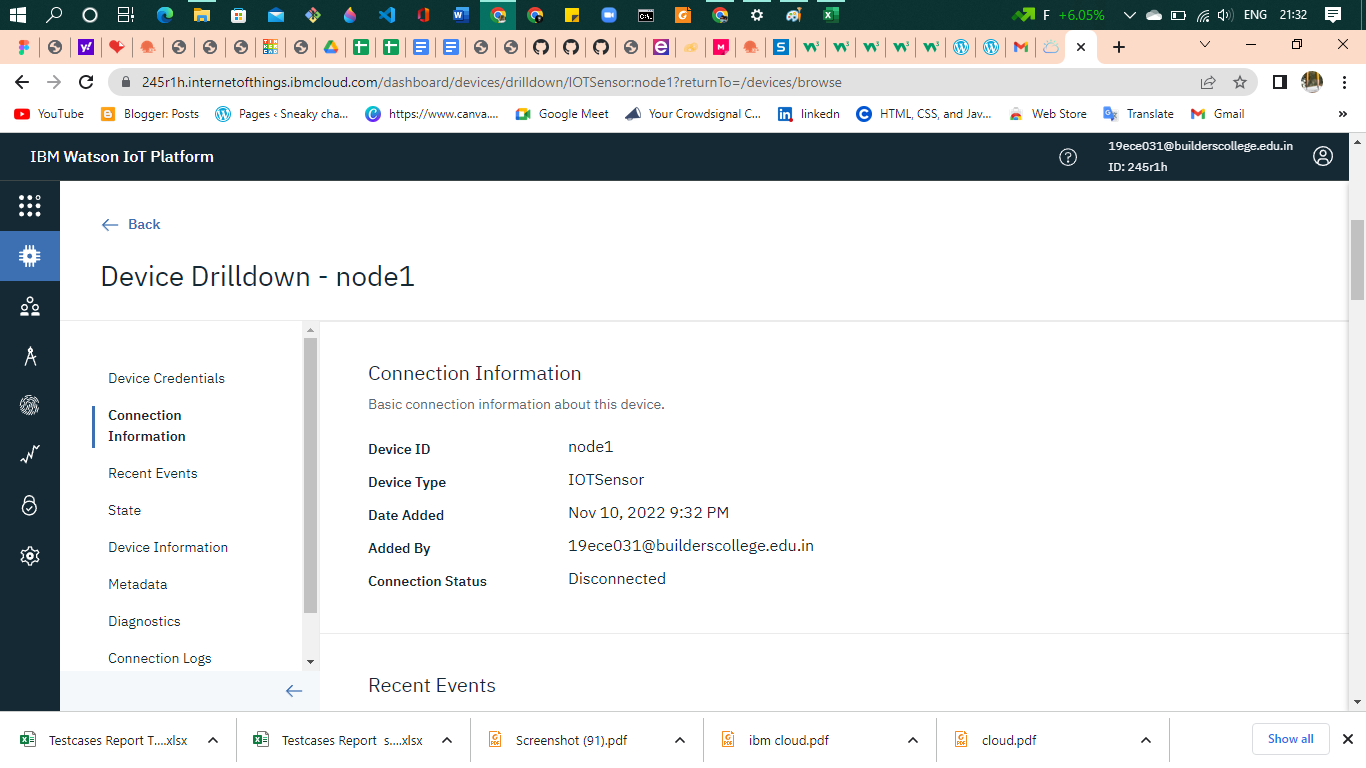 F +6.05% ENG 21:32
245r1h.internetofthings.ibmcloud.com/dashboard/devices/drilldown/IOTSensor:node1?returnTo=/devices/browse
YouTube Blogger: Posts Pages ‹ Sneaky cha... https://www.canva.... Google Meet Your Crowdsignal C... linkedn HTML, CSS, and Jav... Web Store Translate Gmail »
IBM Watson IoT Platform
19ece031@builderscollege.edu.in
ID: 245r1h
Back
Device Drilldown - node1
Device Credentials
Connection
Information
Recent Events
State
Device Information
Metadata
Diagnostics
Connection Logs
Connection Information
Basic connection information about this device.
Device ID node1
Device Type IOTSensor
Date Added Nov 10, 2022 9:32 PM
Added By 19ece031@builderscollege.edu.in
Connection Status Disconnected
Recent Events
Testcases Report T....xlsx Testcases Report s....xlsx Screenshot (91).pdf ibm cloud.pdf cloud.pdf Show all